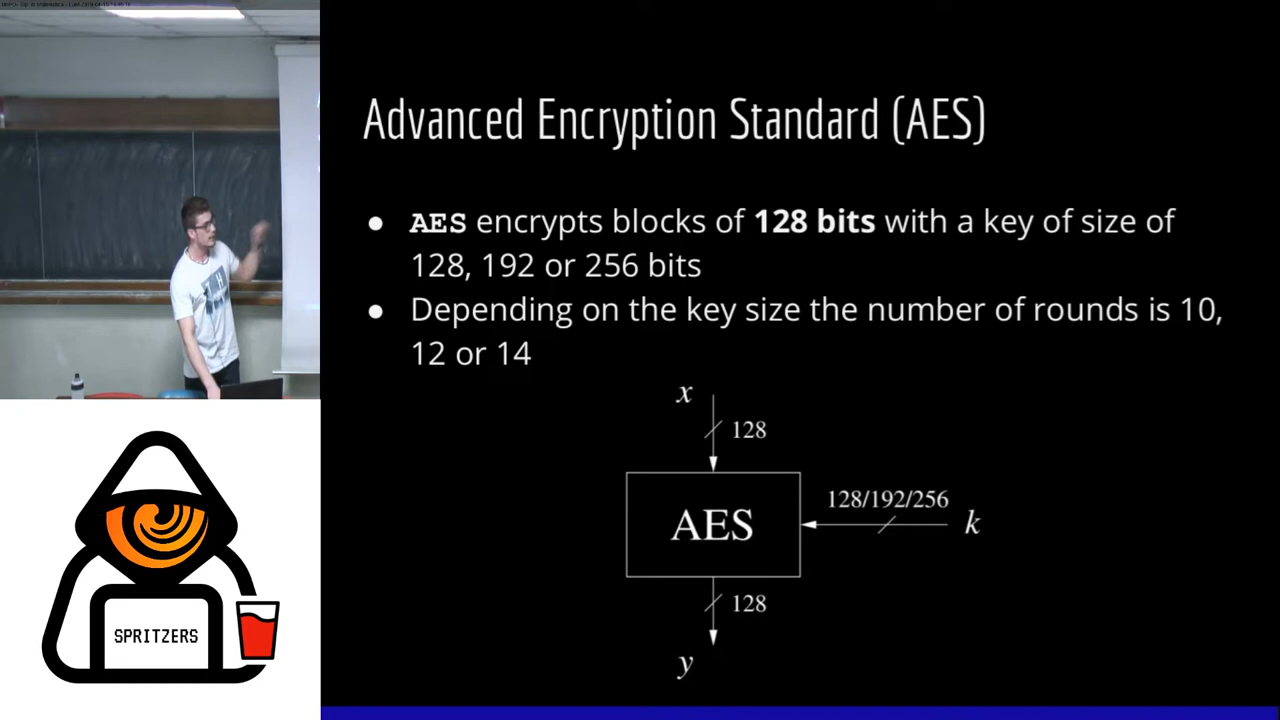 Advanced Encryption Standard (AES)
● AES encrypts blocks of 128 bits with a key of size of
128, 192 or 256 bits
● Depending on the key size the number of rounds is 10,
12 or 14
x
128
128/192/256
AES
k
128
y
SPRITZERS